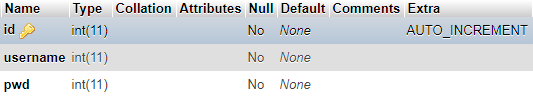 Name Type Collation Attributes Null Default Comments Extra
id int(11) No None AUTO_INCREMENT
username int(11) No None
pwd int(11) No None